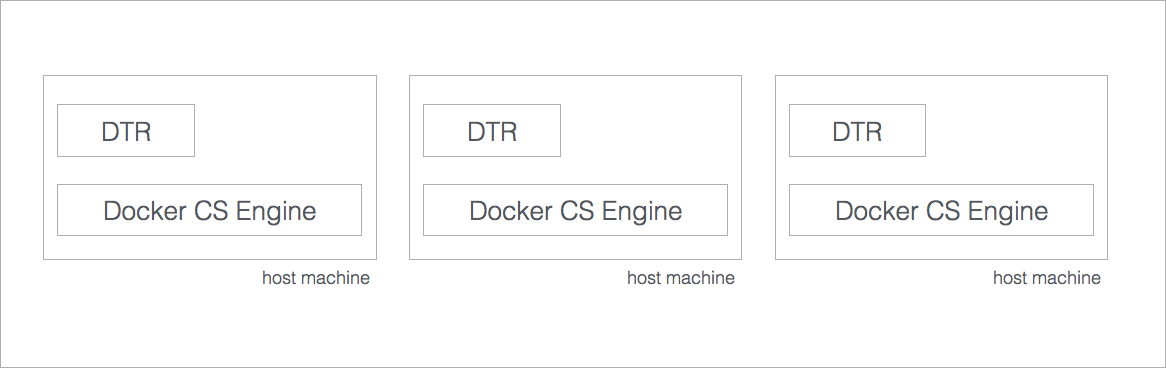 DTR
Docker CS Engine
host machine
DTR
Docker CS Engine
host machine
DTR
Docker CS Engine
host machine